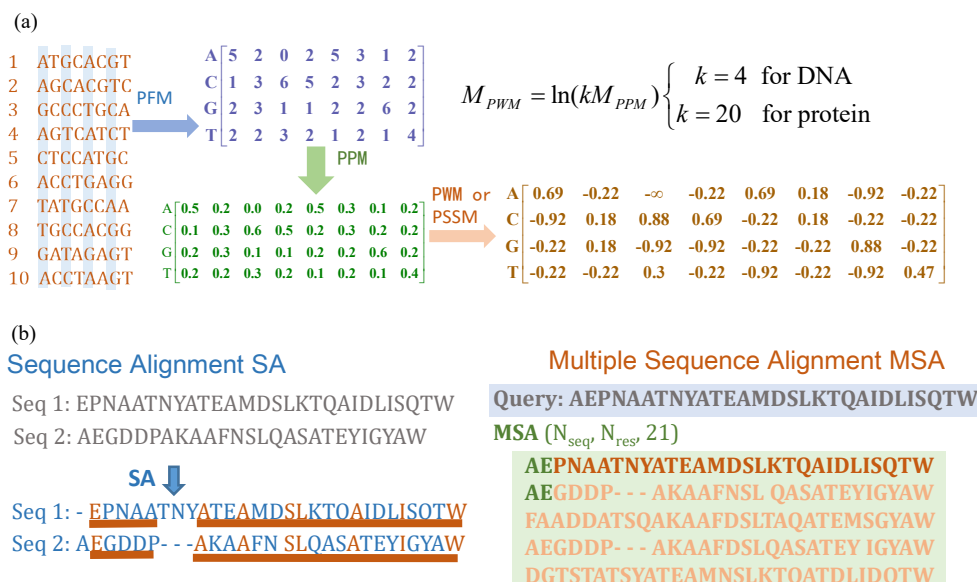 (a)
1 ATGCACGT
2 AGCACGTC
3 GCCCTGCA
4 AGTCATCT
5 CTCCATGC
6 ACCTGAGG
7 TATGCCAA
8 TGCCACGG
9 GATAGAGT
10 ACCTAAGT
PFM
A 5 2 0 2 5 3 1 2
C 1 3 6 5 2 3 2 2
G 2 3 1 1 2 2 6 2
T 2 2 3 2 1 2 1 4
M_PWM = ln(kM_PPM) { k = 4 for DNA
k = 20 for protein
PPM
A 0.5 0.2 0.0 0.2 0.5 0.3 0.1 0.2
C 0.1 0.3 0.6 0.5 0.2 0.3 0.2 0.2
G 0.2 0.3 0.1 0.1 0.2 0.2 0.6 0.2
T 0.2 0.2 0.3 0.2 0.1 0.2 0.1 0.4
PWM or
PSSM
A 0.69 -0.22 -∞ -0.22 0.69 0.18 -0.92 -0.22
C -0.92 0.18 0.88 0.69 -0.22 0.18 -0.22 -0.22
G -0.22 0.18 -0.92 -0.92 -0.22 -0.22 0.88 -0.22
T -0.22 -0.22 0.3 -0.22 -0.92 -0.22 -0.92 0.47
(b)
Sequence Alignment SA
Seq 1: EPNAATNYATEAMDSLKTQAIDLISQTW
Seq 2: AEGDDPAKAAFNSLQASATEYIGYAW
SA
Seq 1: - EPNAATNYATEAMDSLKTQAIDLISQTW
Seq 2: AEGDDP- - - AKAAFN SLQASATEYIGYAW
Multiple Sequence Alignment MSA
Query: AEPNAATNYATEAMDSLKTQAIDLISQTW
MSA (N_seq, N_res, 21)
AEPNAATNYATEAMDSLKTQAIDLISQTW
AEGDDP- - - AKAAFNSL QASATEYIGYAW
FAADDATSQAKAAFDSLTAQATEMSGYAW
AEGDDP- - - AKAAFDSLQASATEY IGYAW
DGTSTATSYATEAMNSLKTQATDLIDQTW